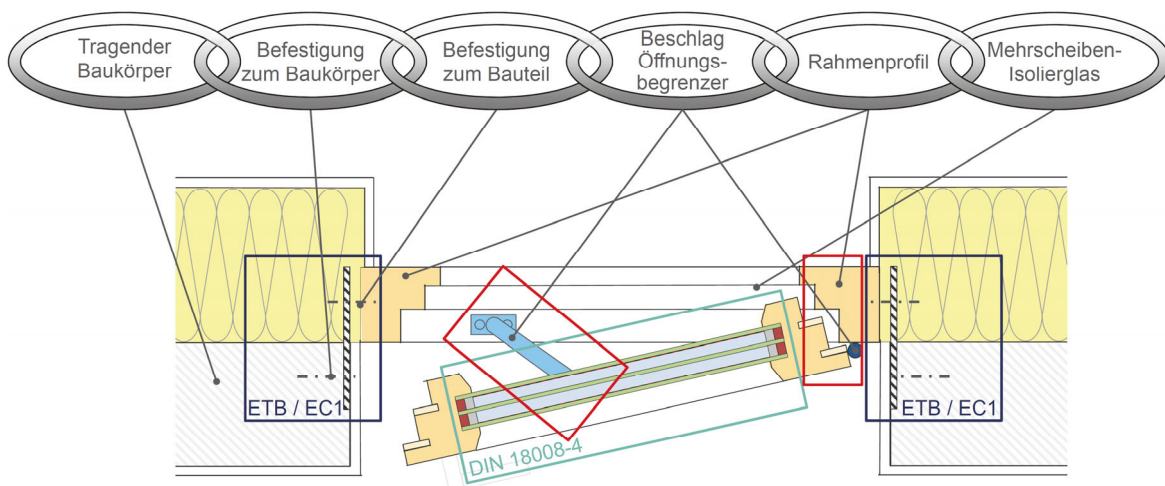 Tragender
Baukörper
Befestigung
zum Baukörper
Befestigung
zum Bauteil
Beschlag
Öffnungs-
begrenzer
Rahmenprofil
Mehrscheiben-
Isolierglas
ETB / EC1
DIN 18008-4
ETB / EC1